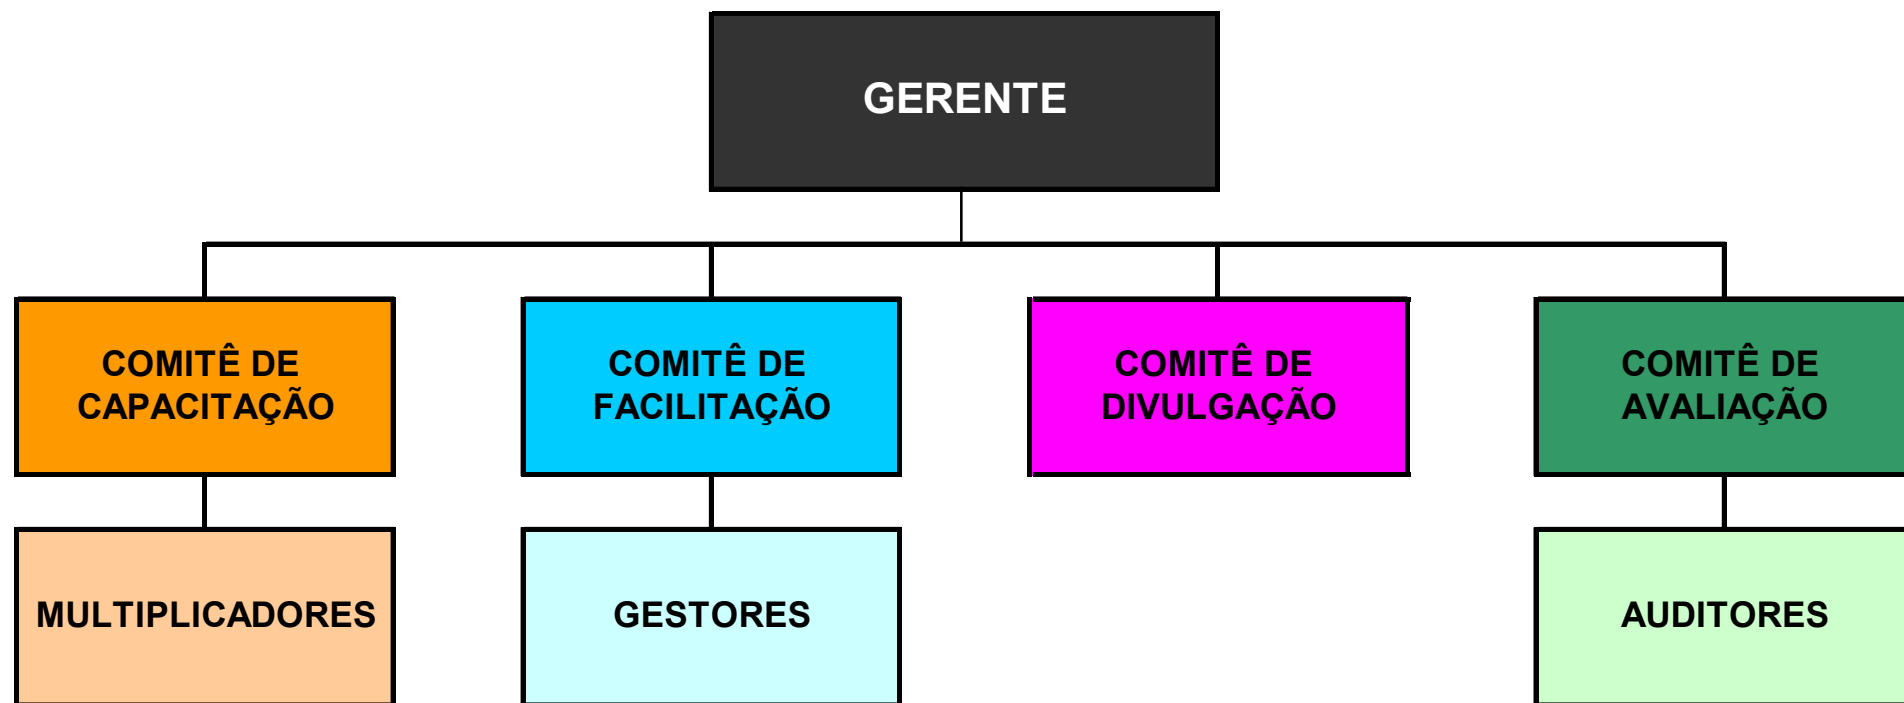 GERENTE
COMITÊ DE
CAPACITAÇÃO
COMITÊ DE
FACILITAÇÃO
COMITÊ DE
DIVULGAÇÃO
COMITÊ DE
AVALIAÇÃO
MULTIPLICADORES
GESTORES
AUDITORES